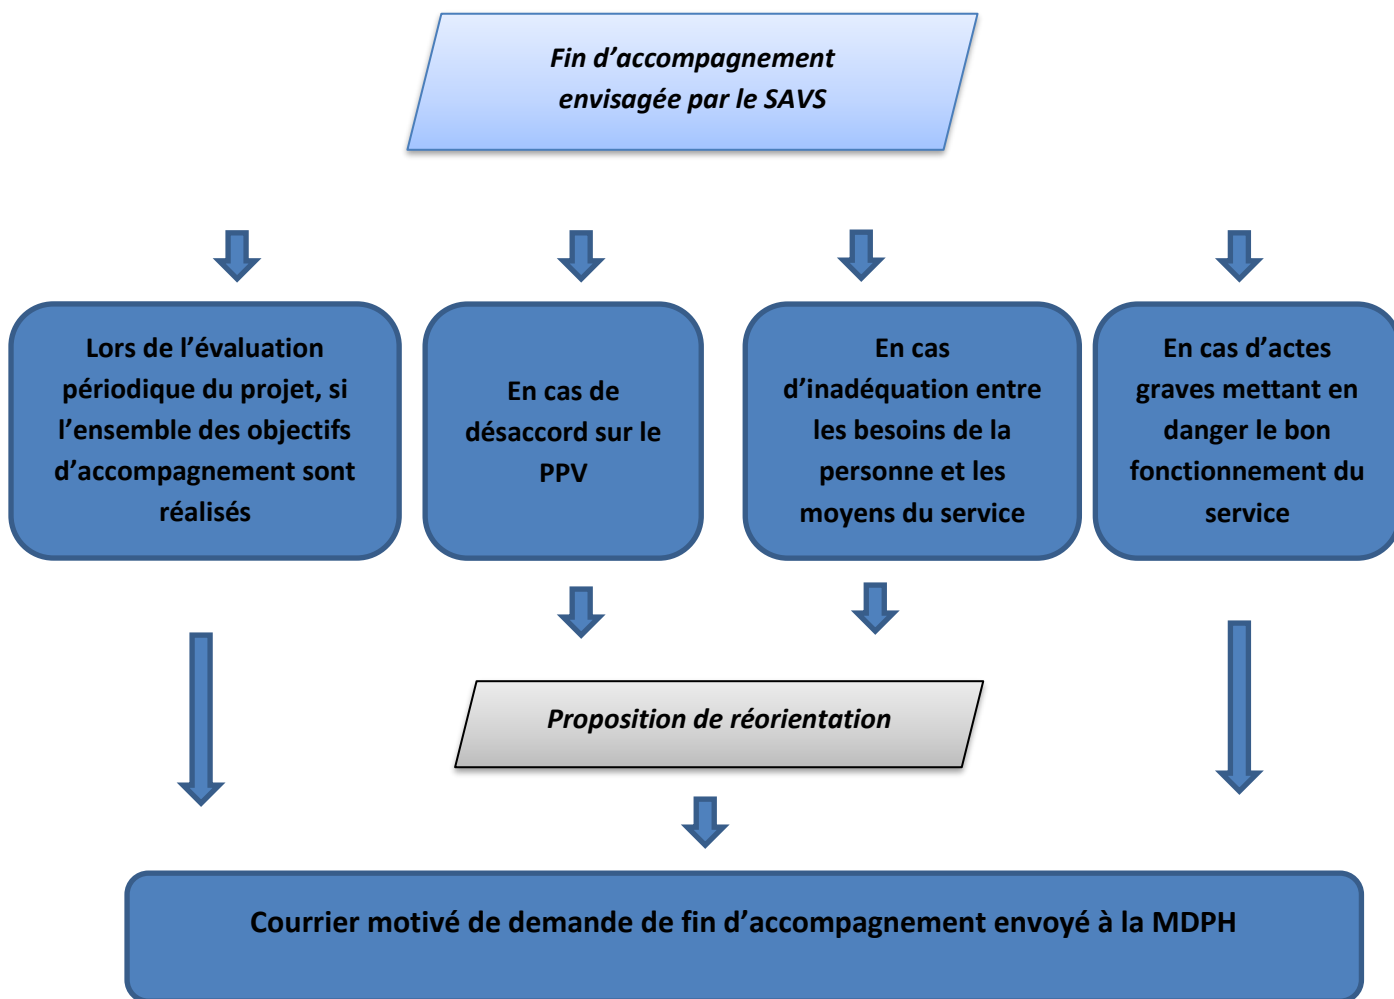 Fin d’accompagnement
envisagée par le SAVS
Lors de l’évaluation
périodique du projet, si
l’ensemble des objectifs
d’accompagnement sont
réalisés
En cas de
désaccord sur le
PPV
En cas
d’inadéquation entre
les besoins de la
personne et les
moyens du service
En cas d’actes
graves mettant en
danger le bon
fonctionnement du
service
Proposition de réorientation
Courrier motivé de demande de fin d’accompagnement envoyé à la MDPH